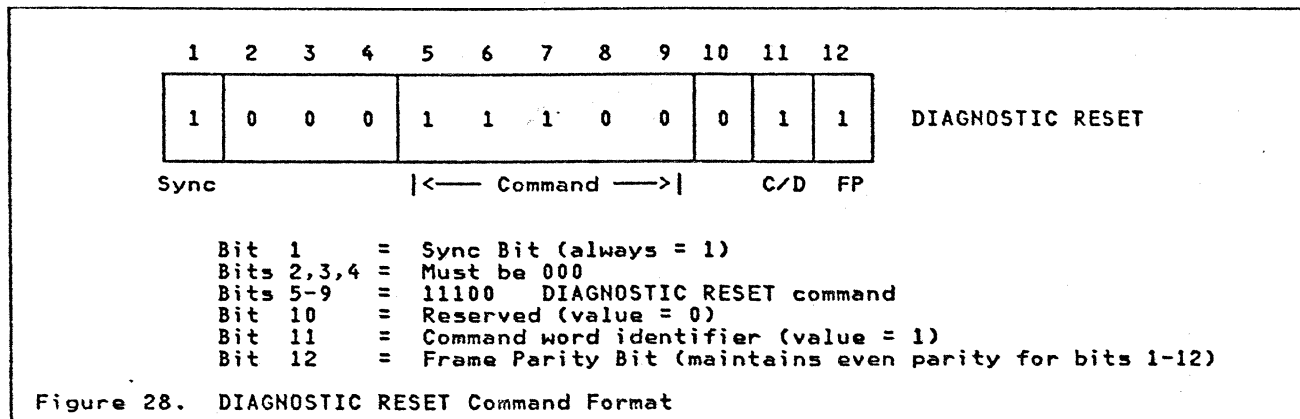 1 2 3 4 5 6 7 8 9 10 11 12
1 0 0 0 1 1 1 0 0 0 1 1 DIAGNOSTIC RESET
Sync |<—— Command ——>| C/D FP
Bit 1 = Sync Bit (always = 1)
Bits 2,3,4 = Must be 000
Bits 5-9 = 11100 DIAGNOSTIC RESET command
Bit 10 = Reserved (value = 0)
Bit 11 = Command word identifier (value = 1)
Bit 12 = Frame Parity Bit (maintains even parity for bits 1-12)
Figure 28. DIAGNOSTIC RESET Command Format